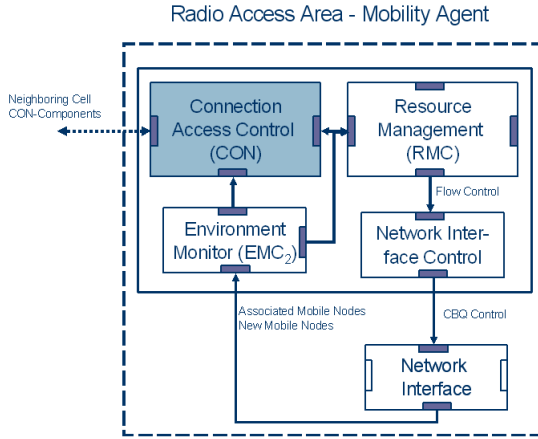 Radio Access Area - Mobility Agent
Neighboring Cell
CON-Components
Connection
Access Control
(CON)
Resource
Management
(RMC)
Flow Control
Environment
Monitor (EMC2)
Network Inter-
face Control
Associated Mobile Nodes
New Mobile Nodes
CBQ Control
Network
Interface